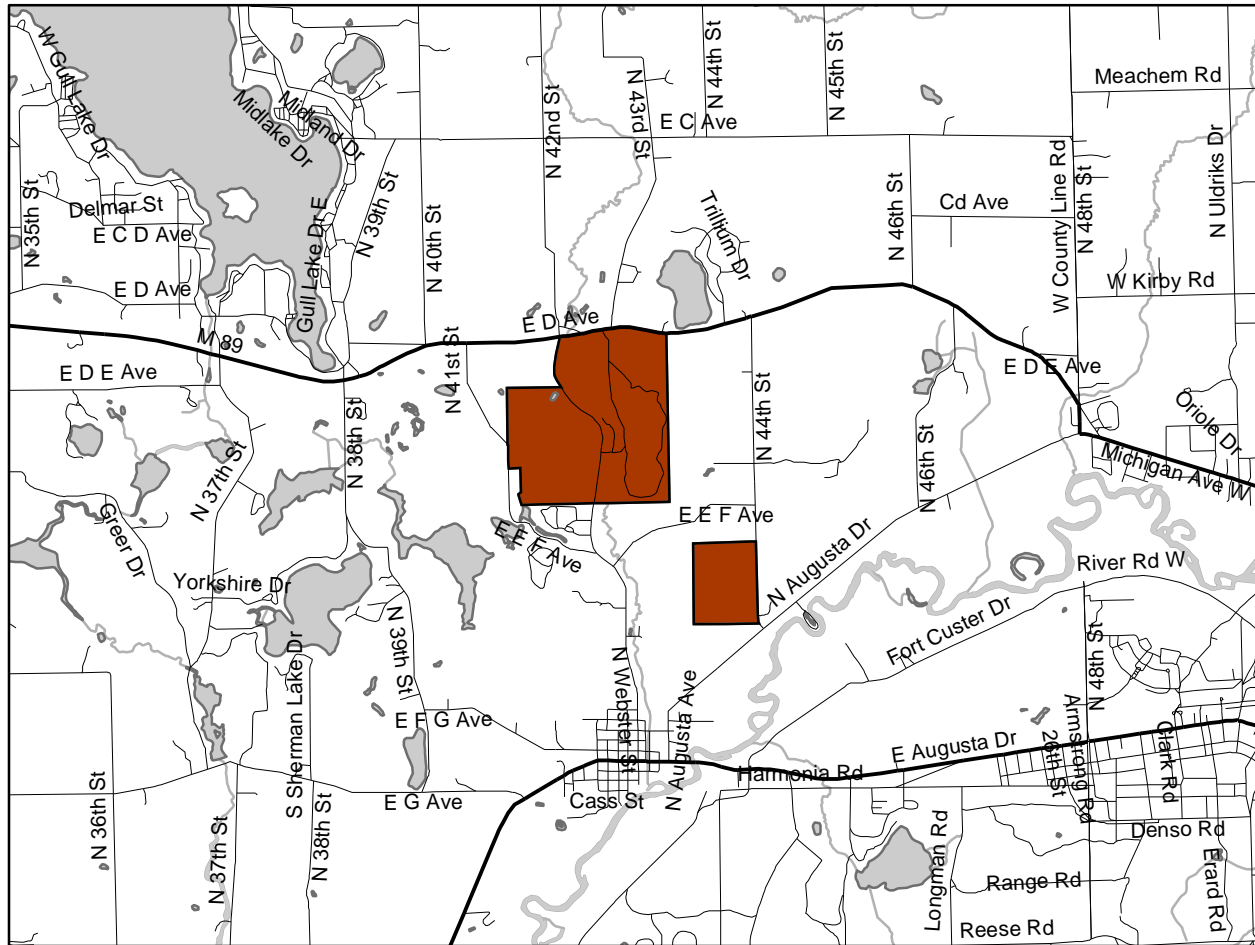 W Gull Lake Dr
Midlake Dr
Midland Dr
N 42nd St
N 43rd St
N 44th St
N 45th St
Meachem Rd
E C Ave
N 35th St
Delmar St
E C D Ave
E D Ave
Gull Lake Dr E
N 39th St
N 40th St
Trillium Dr
N 46th St
Cd Ave
W County Line Rd
N 48th St
N Uldriks Dr
W Kirby Rd
M 89
E D Ave
E D E Ave
N 41st St
N 38th St
N 37th St
N 44th St
E D E Ave
N 46th St
Oriole Dr
Michigan Ave W
Greer Dr
E E F Ave
E E F Ave
N Augusta Dr
Yorkshire Dr
N 39th St
River Rd W
Fort Custer Dr
N 48th St
S Sherman Lake Dr
N Webster St
N Augusta Ave
E F G Ave
E Augusta Dr
Armstrong Rd
26th St
Clark Rd
Harmonia Rd
E G Ave
Cass St
N 36th St
N 37th St
N 38th St
Longman Rd
Denso Rd
Range Rd
Erard Rd
Reese Rd